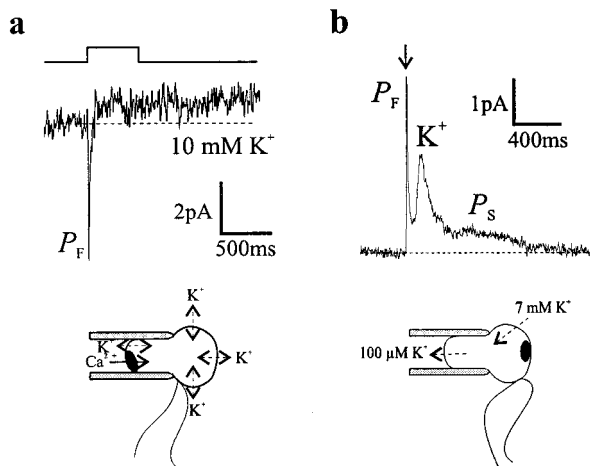 a
10 mM K⁺
P_F
2pA
500ms
K⁺
K⁺
K⁺
Ca²⁺
K⁺
b
P_F
K⁺
P_S
1pA
400ms
7 mM K⁺
100 µM K⁺